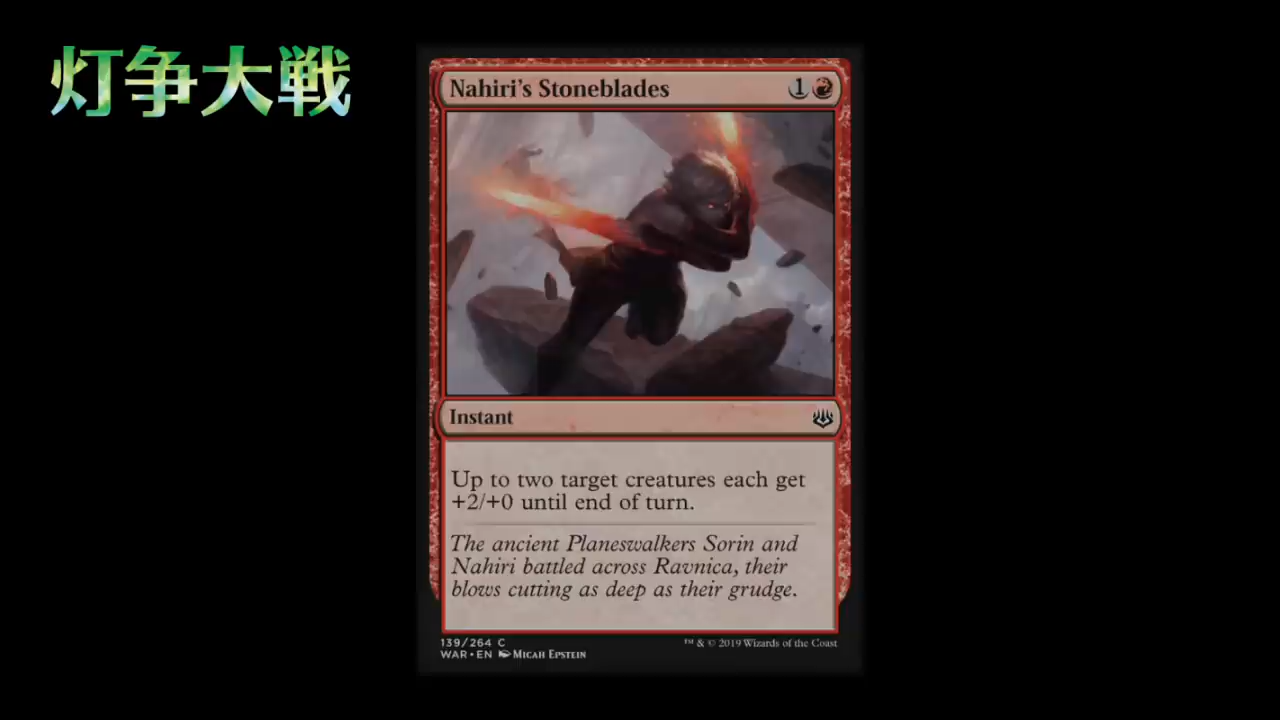 灯争大戦
Nahiri's Stoneblades 1
Instant
Up to two target creatures each get
+2/+0 until end of turn.
The ancient Planeswalkers Sorin and
Nahiri battled across Ravnica, their
blows cutting as deep as their grudge.
139/264 C
™ & © 2019 Wizards of the Coast
WAR • EN Micah Epstein